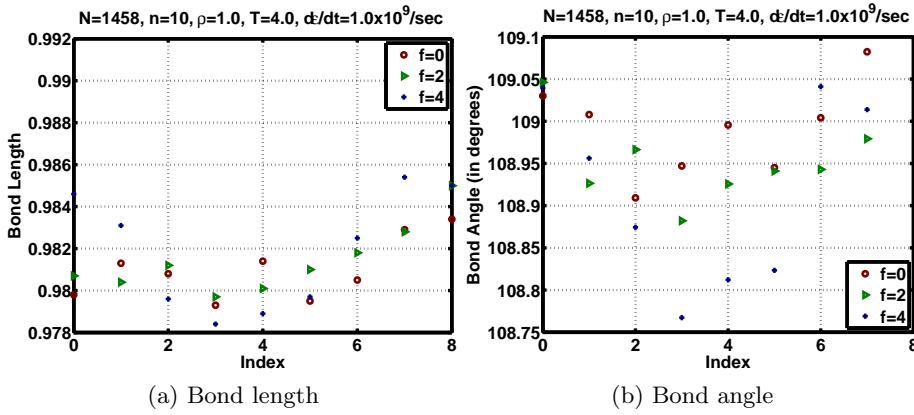 N=1458, n=10, ρ=1.0, T=4.0, dε/dt=1.0x10⁹/sec
0.992
0.99
0.988
0.986
0.984
0.982
0.98
0.978
Bond Length
f=0
f=2
f=4
0 2 4 6 8
Index
(a) Bond length
N=1458, n=10, ρ=1.0, T=4.0, dε/dt=1.0x10⁹/sec
109.1
109.05
109
108.95
108.9
108.85
108.8
108.75
Bond Angle (in degrees)
f=0
f=2
f=4
0 2 4 6 8
Index
(b) Bond angle